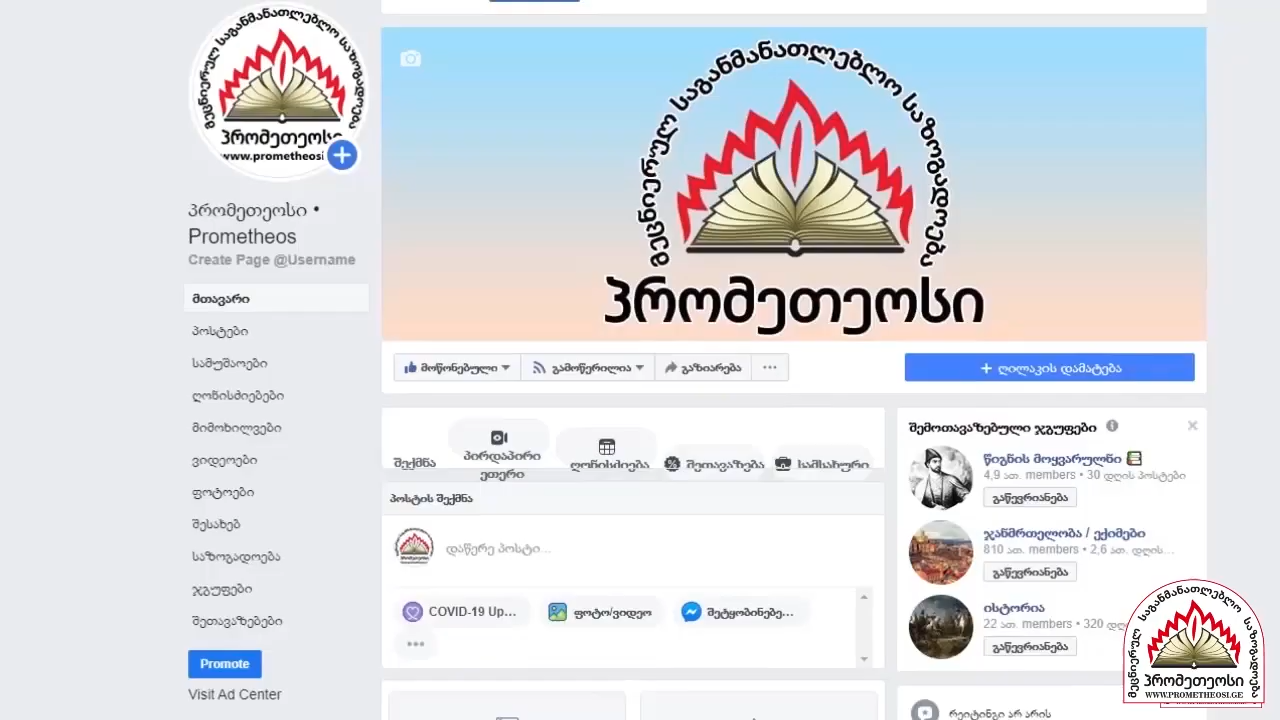 მეცნიერულ საგანმანათლებლო საზოგადოება
პრომეთეოსი
www.prometheosi
პრომეთეოსი •
Prometheos
Create Page @Username
მთავარი
პოსტები
სამუშაოები
ღონისძიებები
მიმოხილვები
ვიდეოები
ფოტოები
შესახებ
საზოგადოება
ჯგუფები
შეთავაზებები
Promote
Visit Ad Center
მეცნიერულ საგანმანათლებლო საზოგადოება
პრომეთეოსი
მოწონებული
გამოწერილია
გაზიარება
...
+ ღილაკის დამატება
შექმნა
პირდაპირი
ეთერი
ღონისძიება
შეთავაზება
სამსახური
პოსტის შექმნა
დაწერე პოსტი...
COVID-19 Up...
ფოტო/ვიდეო
შეტყობინებე...
შემოთავაზებული ჯგუფები
წიგნის მოყვარულნი
4,9 ათ. members • 30 დღის პოსტები
გაწევრიანება
ჯანმრთელობა / ექიმები
810 ათ. members • 2,6 ათ. დღის...
გაწევრიანება
ისტორია
22 ათ. members • 320 დღ
გაწევრიანება
რეიტინგი არ არის
მეცნიერულ საგანმანათლებლო საზოგადოება
პრომეთეოსი
WWW.PROMETHEOSI.GE